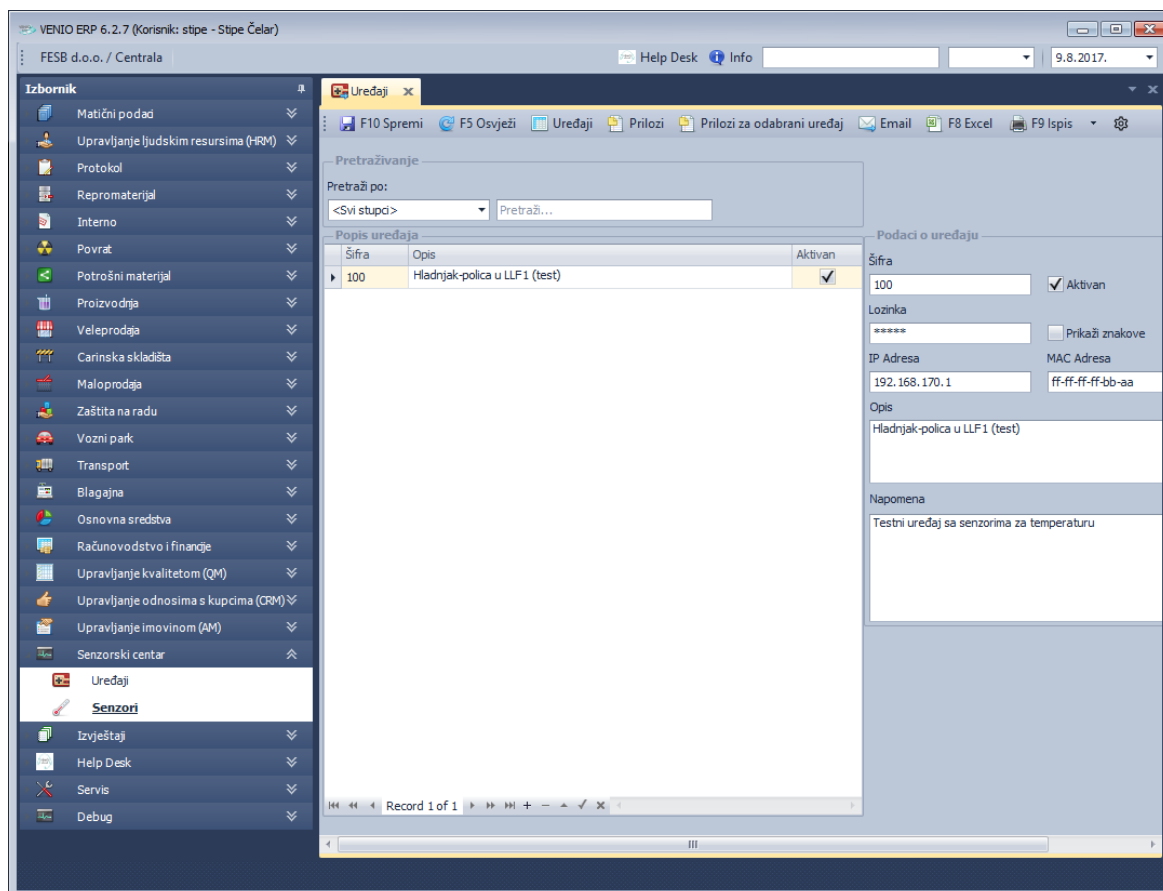 VENIO ERP 6.2.7 (Korisnik: stipe - Stipe Čelar)
FESB d.o.o. / Centrala
Help Desk
Info
9.8.2017.
Izbornik
Matični podaci
Upravljanje ljudskim resursima (HRM)
Protokol
Repromaterijal
Interno
Povrat
Potrošni materijal
Proizvodnja
Veleprodaja
Carinska skladišta
Maloprodaja
Zaštita na radu
Vozni park
Transport
Blagajna
Osnovna sredstva
Računovodstvo i financije
Upravljanje kvalitetom (QM)
Upravljanje odnosima s kupcima (CRM)
Upravljanje imovinom (AM)
Senzorski centar
Uređaji
Senzori
Izvještaji
Help Desk
Servis
Debug
Uređaji
F10 Spremi F5 Osvježi Uređaji Prilozi Prilozi za odabrani uređaj Email F8 Excel F9 Ispis
Pretraživanje
Pretraži po:
<Svi stupci> Pretraži...
Popis uređaja
Šifra Opis Aktivan
100 Hladnjak-polica u LLF1 (test)
Record 1 of 1
Podaci o uređaju
Šifra
100 Aktivan
Lozinka
***** Prikaži znakove
IP Adresa MAC Adresa
192.168.170.1 ff-ff-ff-ff-bb-aa
Opis
Hladnjak-polica u LLF1 (test)
Napomena
Testni uređaj sa senzorima za temperaturu